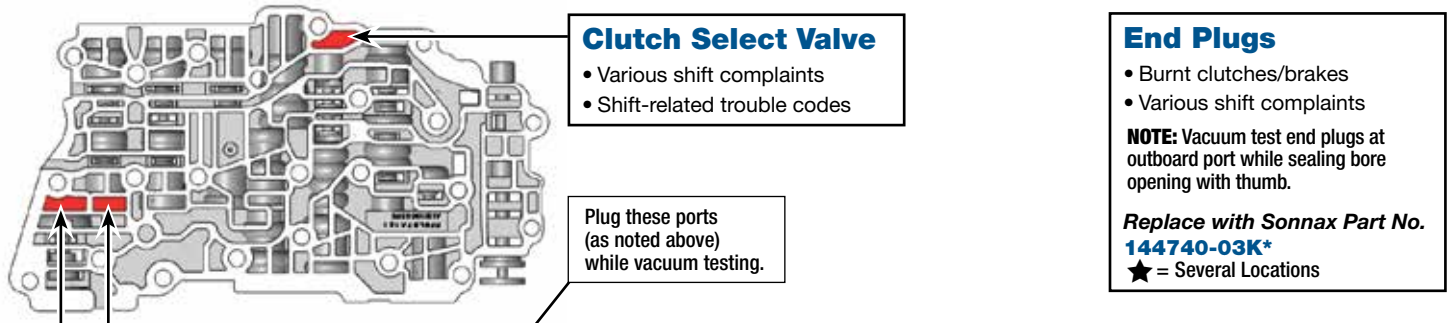 Clutch Select Valve
• Various shift complaints
• Shift-related trouble codes
Plug these ports
(as noted above)
while vacuum testing.
End Plugs
• Burnt clutches/brakes
• Various shift complaints
NOTE: Vacuum test end plugs at
outboard port while sealing bore
opening with thumb.
Replace with Sonnax Part No.
144740-03K*
★ = Several Locations